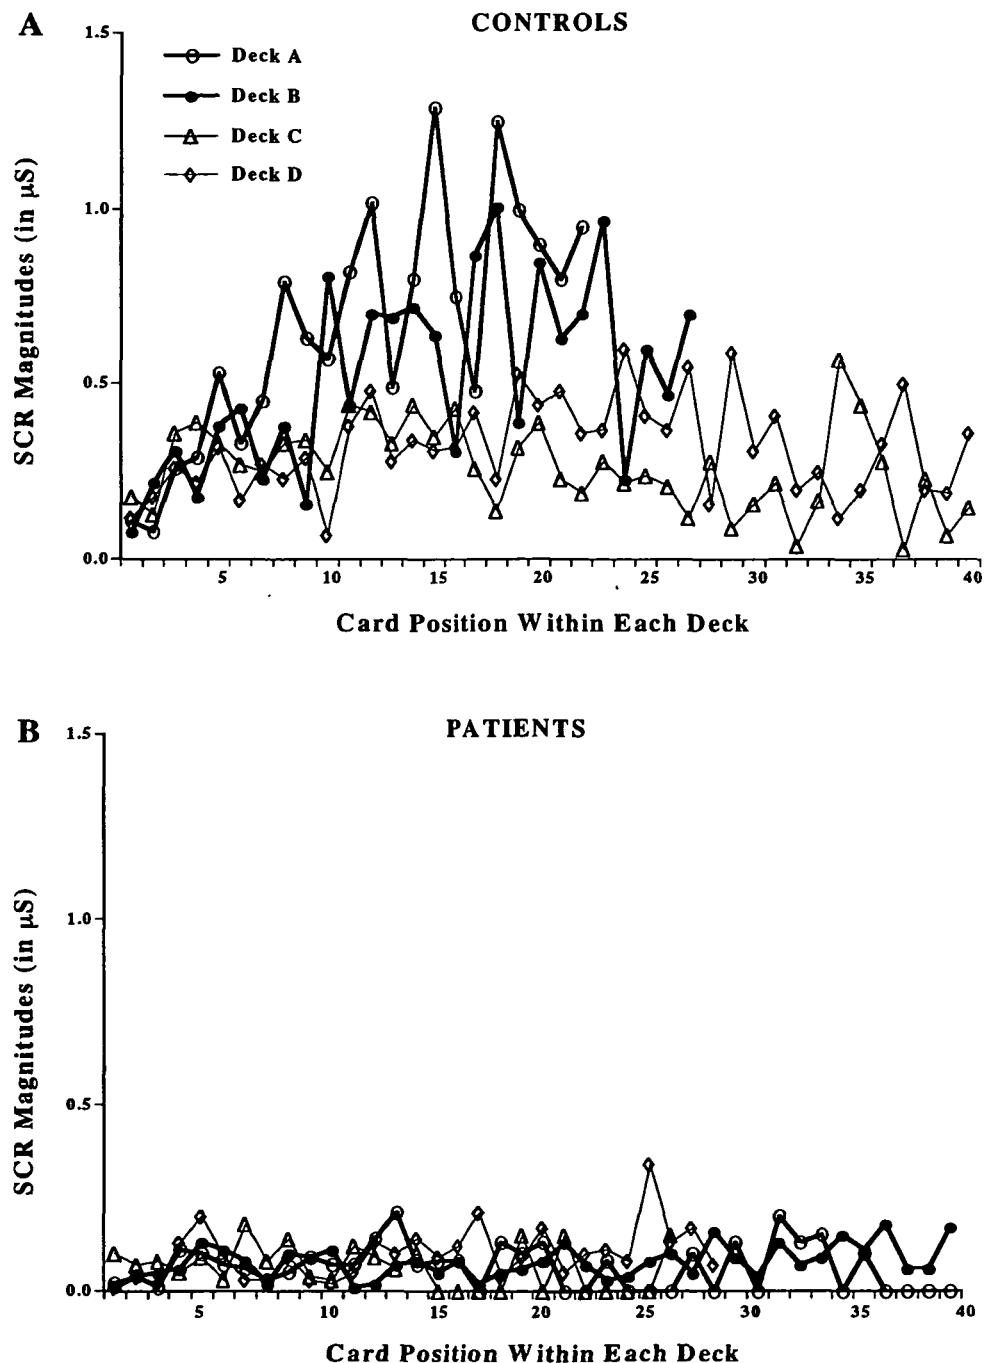 A
CONTROLS
1.5
Deck A
Deck B
Deck C
Deck D
1.0
0.5
0.0
SCR Magnitudes (in μS)
5 10 15 20 25 30 35 40
Card Position Within Each Deck
B
PATIENTS
1.5
1.0
0.5
0.0
SCR Magnitudes (in μS)
5 10 15 20 25 30 35 40
Card Position Within Each Deck